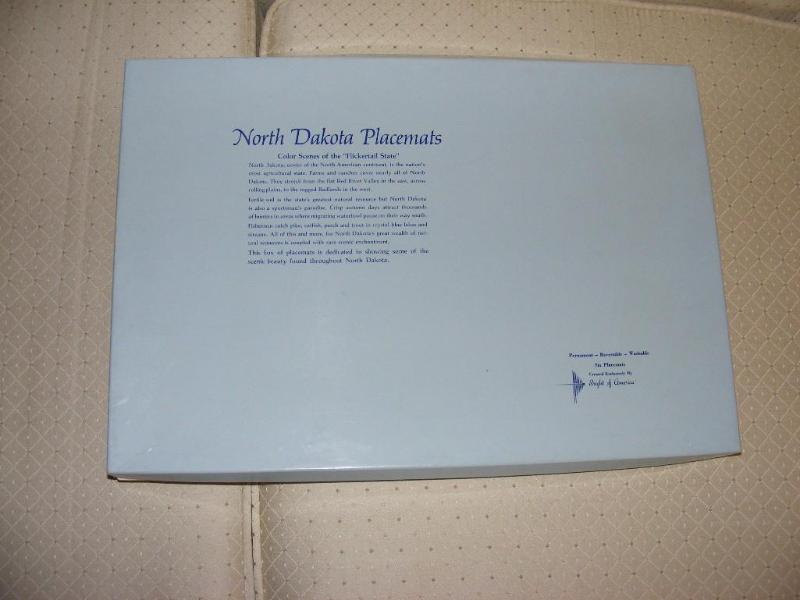 North Dakota Placemats
Color Scenes of the "Flickertail State"
North Dakota, center of the North American continent, is the nation's
most agricultural state. Farms and ranches cover nearly all of North
Dakota. They stretch from the flat Red River Valley in the east, across
rolling plains, to the rugged Badlands in the west.
Fertile soil is the state's greatest natural resource but North Dakota
is also a sportsman's paradise. Crisp autumn days attract thousands
of hunters to areas where migrating waterfowl pause on their way south.
Fishermen catch pike, catfish, perch and trout in crystal blue lakes and
streams. All of this and more, for North Dakota's great wealth of nat-
ural resources is coupled with rare scenic enchantment.
This box of placemats is dedicated to showing some of the
scenic beauty found throughout North Dakota.
Permanent – Reversible – Washable
Six Placemats
Created Exclusively By
Bright of America